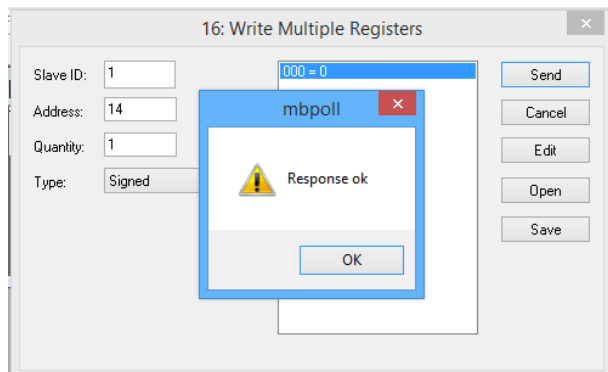 16: Write Multiple Registers
Slave ID: 1
Address: 14
Quantity: 1
Type: Signed
000 = 0
Send
Cancel
Edit
Open
Save
mbpoll
Response ok
OK